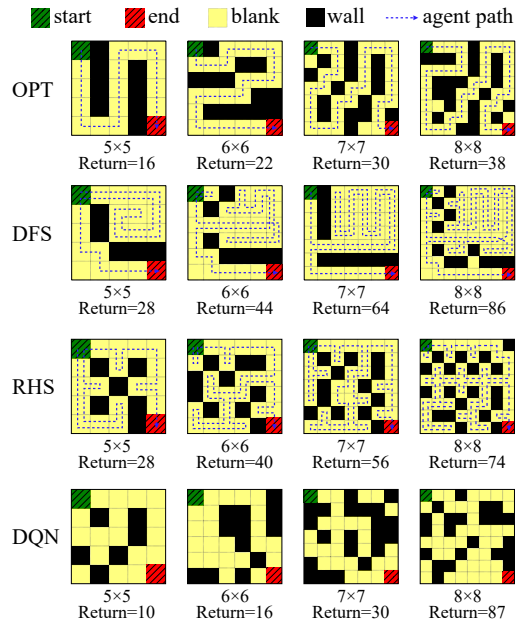 start end blank wall agent path
OPT
5×5 6×6 7×7 8×8
Return=16 Return=22 Return=30 Return=38
DFS
5×5 6×6 7×7 8×8
Return=28 Return=44 Return=64 Return=86
RHS
5×5 6×6 7×7 8×8
Return=28 Return=40 Return=56 Return=74
DQN
5×5 6×6 7×7 8×8
Return=10 Return=16 Return=30 Return=87